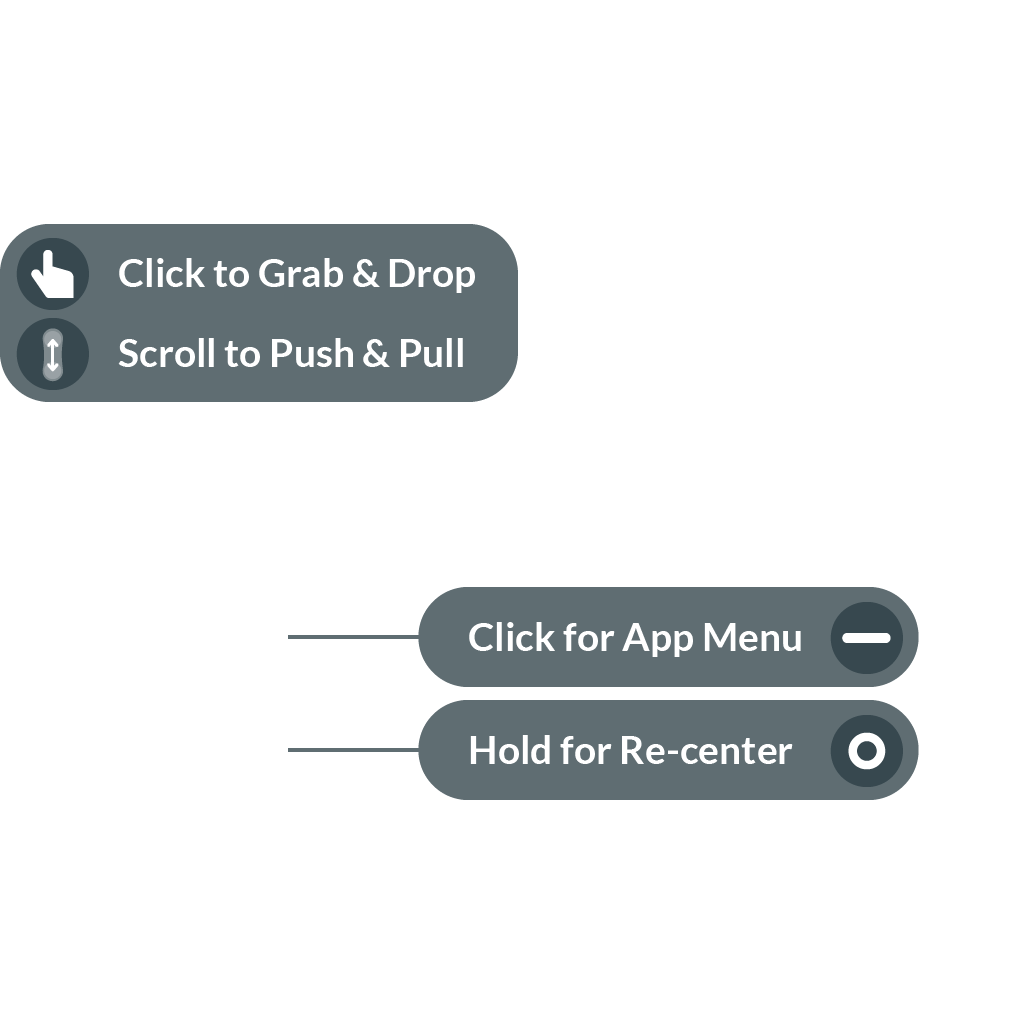 Click to Grab & Drop
Scroll to Push & Pull
Click for App Menu
Hold for Re-center